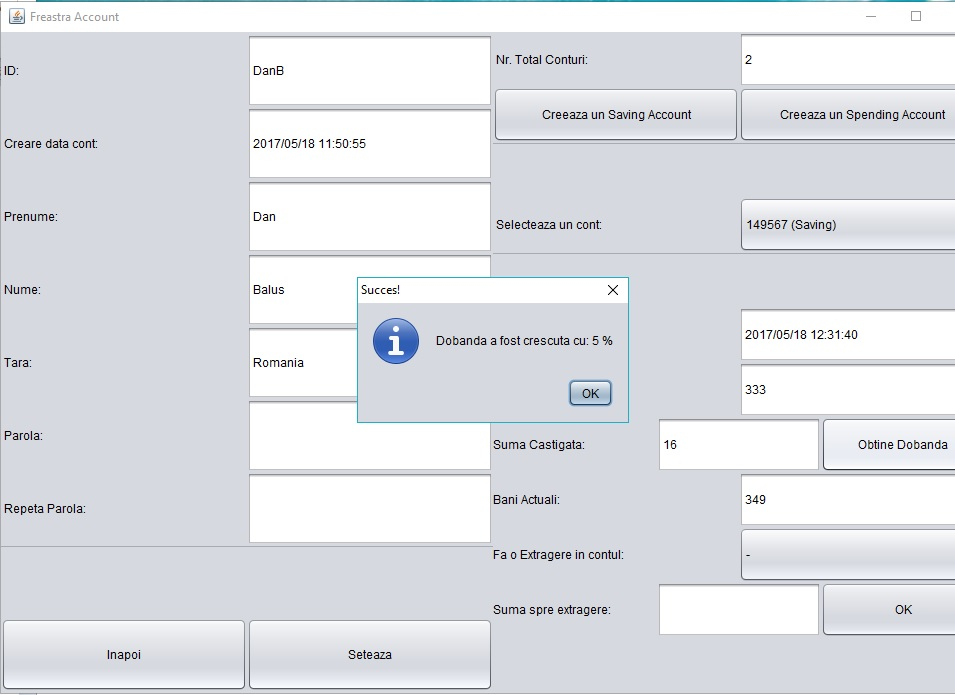 Freastra Account
ID:
DanB
Creare data cont:
2017/05/18 11:50:55
Prenume:
Dan
Nume:
Balus
Tara:
Romania
Parola:
Repeta Parola:
Inapoi
Seteaza
Nr. Total Conturi:
2
Creeaza un Saving Account
Creeaza un Spending Account
Selecteaza un cont:
149567 (Saving)
Succes!
Dobanda a fost crescuta cu: 5 %
OK
2017/05/18 12:31:40
333
Suma Castigata:
16
Obtine Dobanda
Bani Actuali:
349
Fa o Extragere in contul:
-
Suma spre extragere:
OK